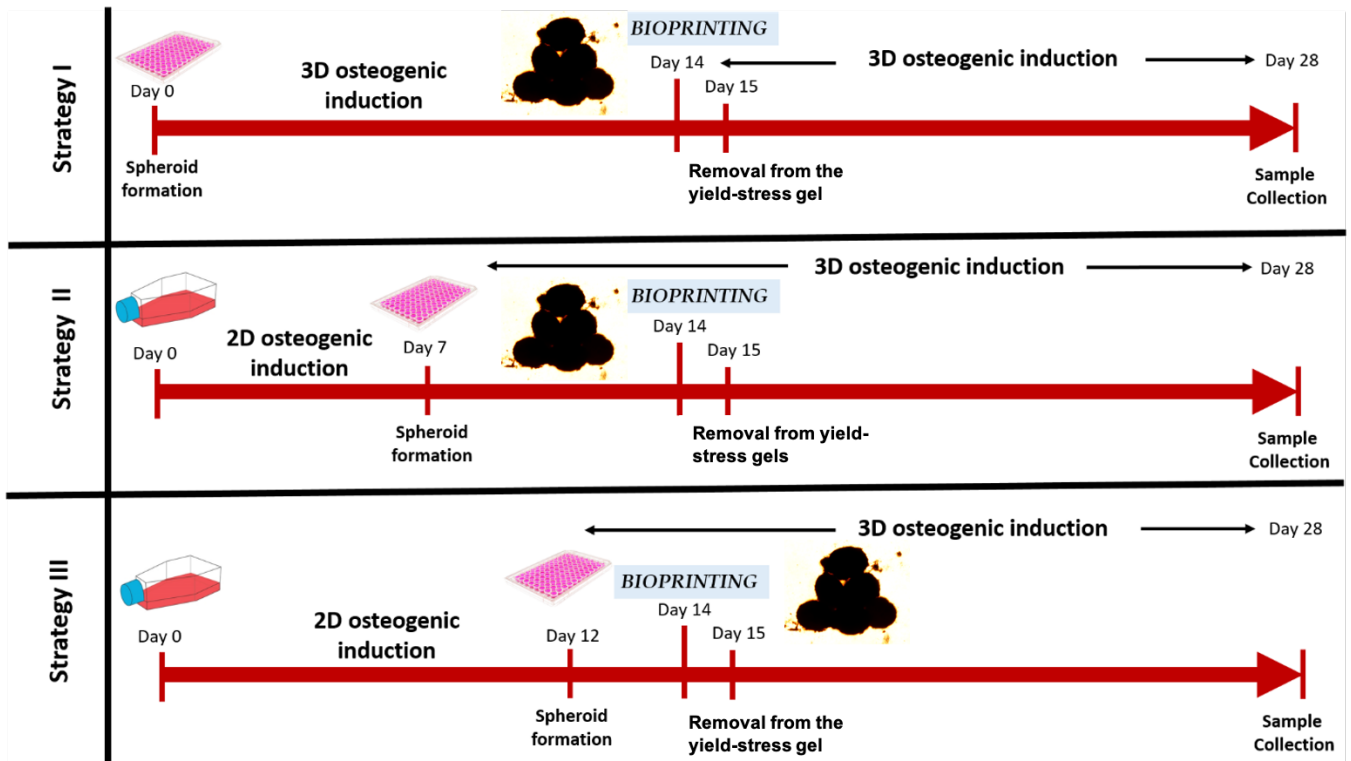 Strategy I
BIOPRINTING
3D osteogenic
induction
3D osteogenic induction
Day 0
Day 14
Day 15
Day 28
Spheroid
formation
Removal from the
yield-stress gel
Sample
Collection
Strategy II
3D osteogenic induction
Day 28
BIOPRINTING
Day 0
2D osteogenic
induction
Day 7
Day 14
Day 15
Spheroid
formation
Removal from yield-
stress gels
Sample
Collection
Strategy III
3D osteogenic induction
Day 28
BIOPRINTING
Day 0
2D osteogenic
induction
Day 12
Day 14
Day 15
Spheroid
formation
Removal from the
yield-stress gel
Sample
Collection